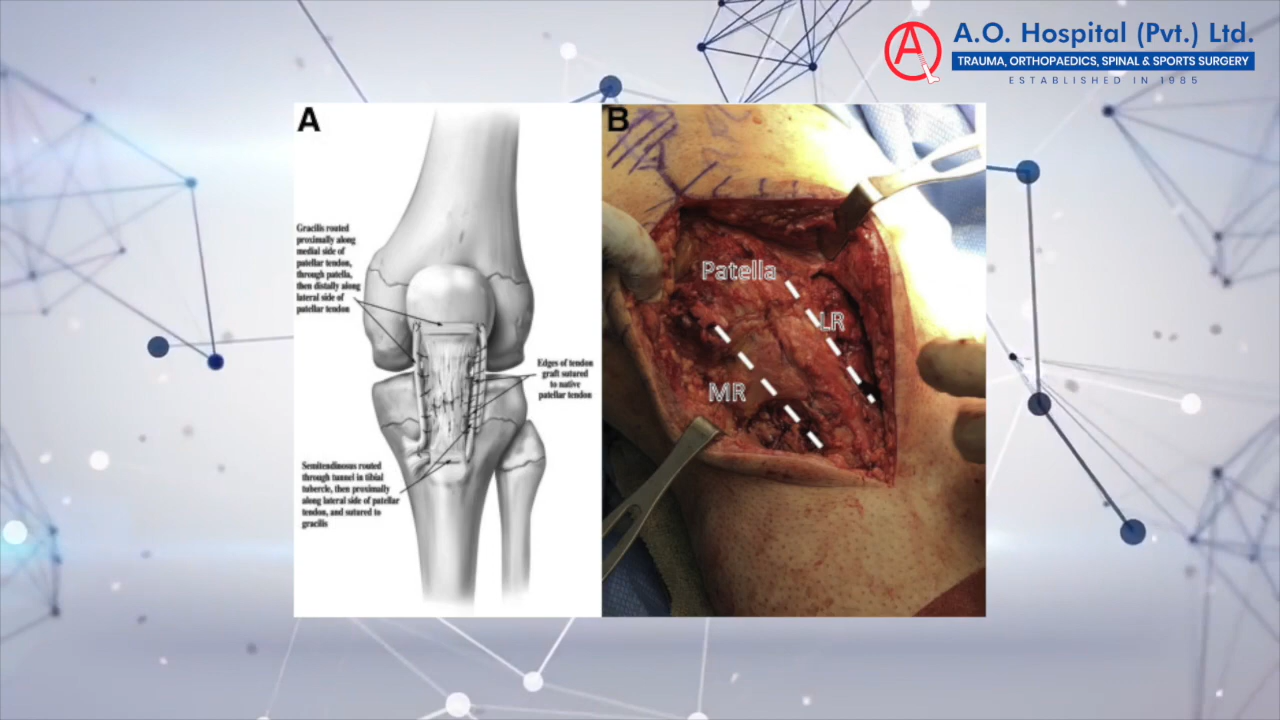 A.O. Hospital (Pvt.) Ltd.
TRAUMA, ORTHOPAEDICS, SPINAL & SPORTS SURGERY
ESTABLISHED IN 1985
A
Gracilis routed
proximally along
medial side of
patellar tendon,
through patella,
then distally along
lateral side of
patellar tendon
Edges of tendon
graft sutured
to native
patellar tendon
Semitendinosus routed
through tunnel in tibial
tubercle, then proximally
along lateral side of patellar
tendon, and sutured to
gracilis
B
Patella
LR
MR